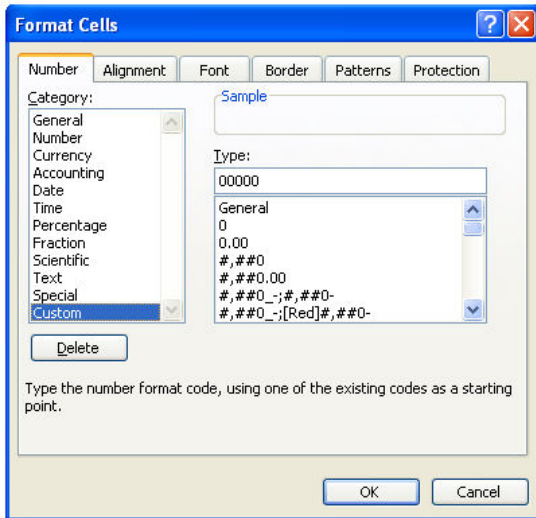 Format Cells
Number Alignment Font Border Patterns Protection
Category:
General
Number
Currency
Accounting
Date
Time
Percentage
Fraction
Scientific
Text
Special
Custom
Sample
Type:
00000
General
0
0.00
#,##0
#,##0.00
#,##0_-;#,##0-
#,##0_-;[Red]#,##0-
Delete
Type the number format code, using one of the existing codes as a starting
point.
OK Cancel